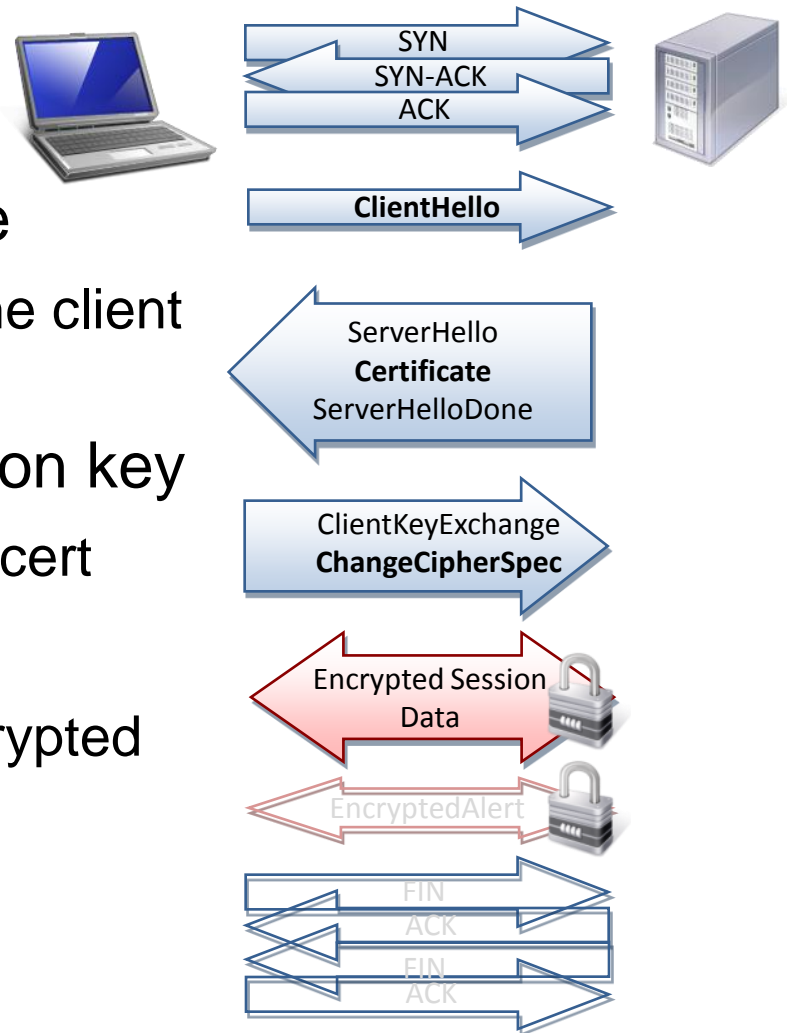 SYN
SYN-ACK
ACK
ClientHello
e
ne client
ServerHello
Certificate
ServerHelloDone
on key
ClientKeyExchange
cert
ChangeCipherSpec
Encrypted Session
Data
rypted
EncryptedAlert
FIN
ACK
FIN
ACK